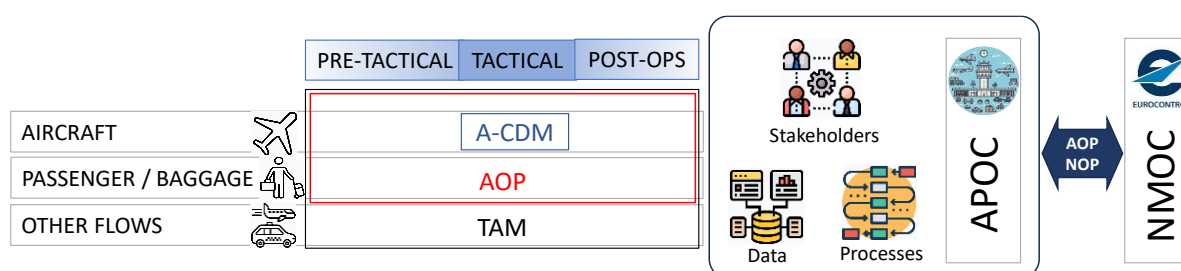 PRE-TACTICAL TACTICAL POST-OPS
AIRCRAFT
A-CDM
PASSENGER / BAGGAGE
AOP
OTHER FLOWS
TAM
Stakeholders
Data
Processes
APOC
AOP
NOP
EUROCONTROL
NMOC